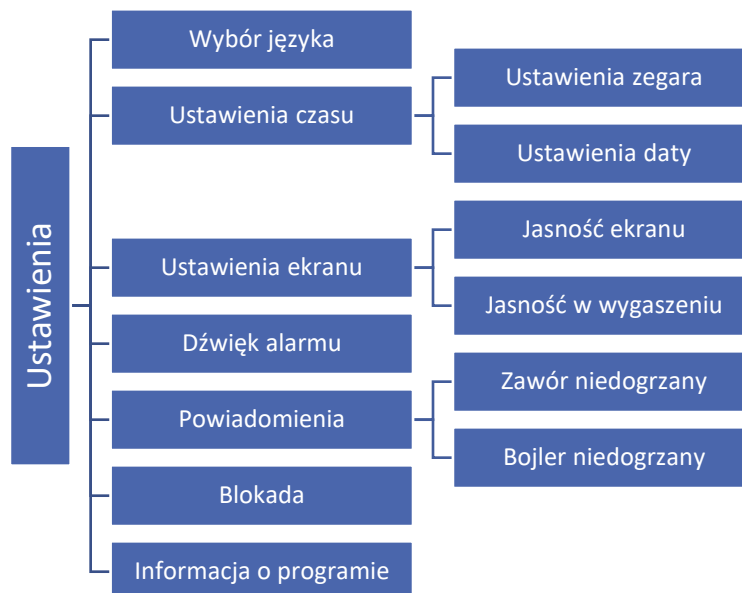 Ustawienia
Wybór języka
Ustawienia czasu
Ustawienia zegara
Ustawienia daty
Ustawienia ekranu
Jasność ekranu
Jasność w wygaszeniu
Dźwięk alarmu
Powiadomienia
Zawór niedogrzany
Bojler niedogrzany
Blokada
Informacja o programie